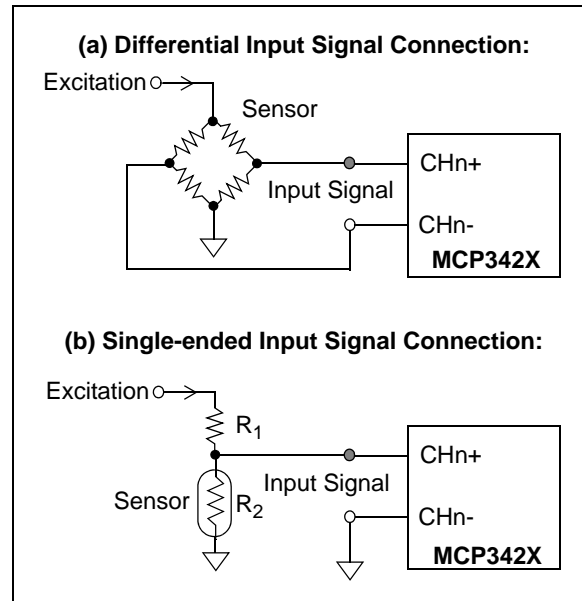 (a) Differential Input Signal Connection:
Excitation
Sensor
CHn+
Input Signal
CHn-
MCP342X
(b) Single-ended Input Signal Connection:
Excitation
R1
CHn+
Input Signal
Sensor
R2
CHn-
MCP342X